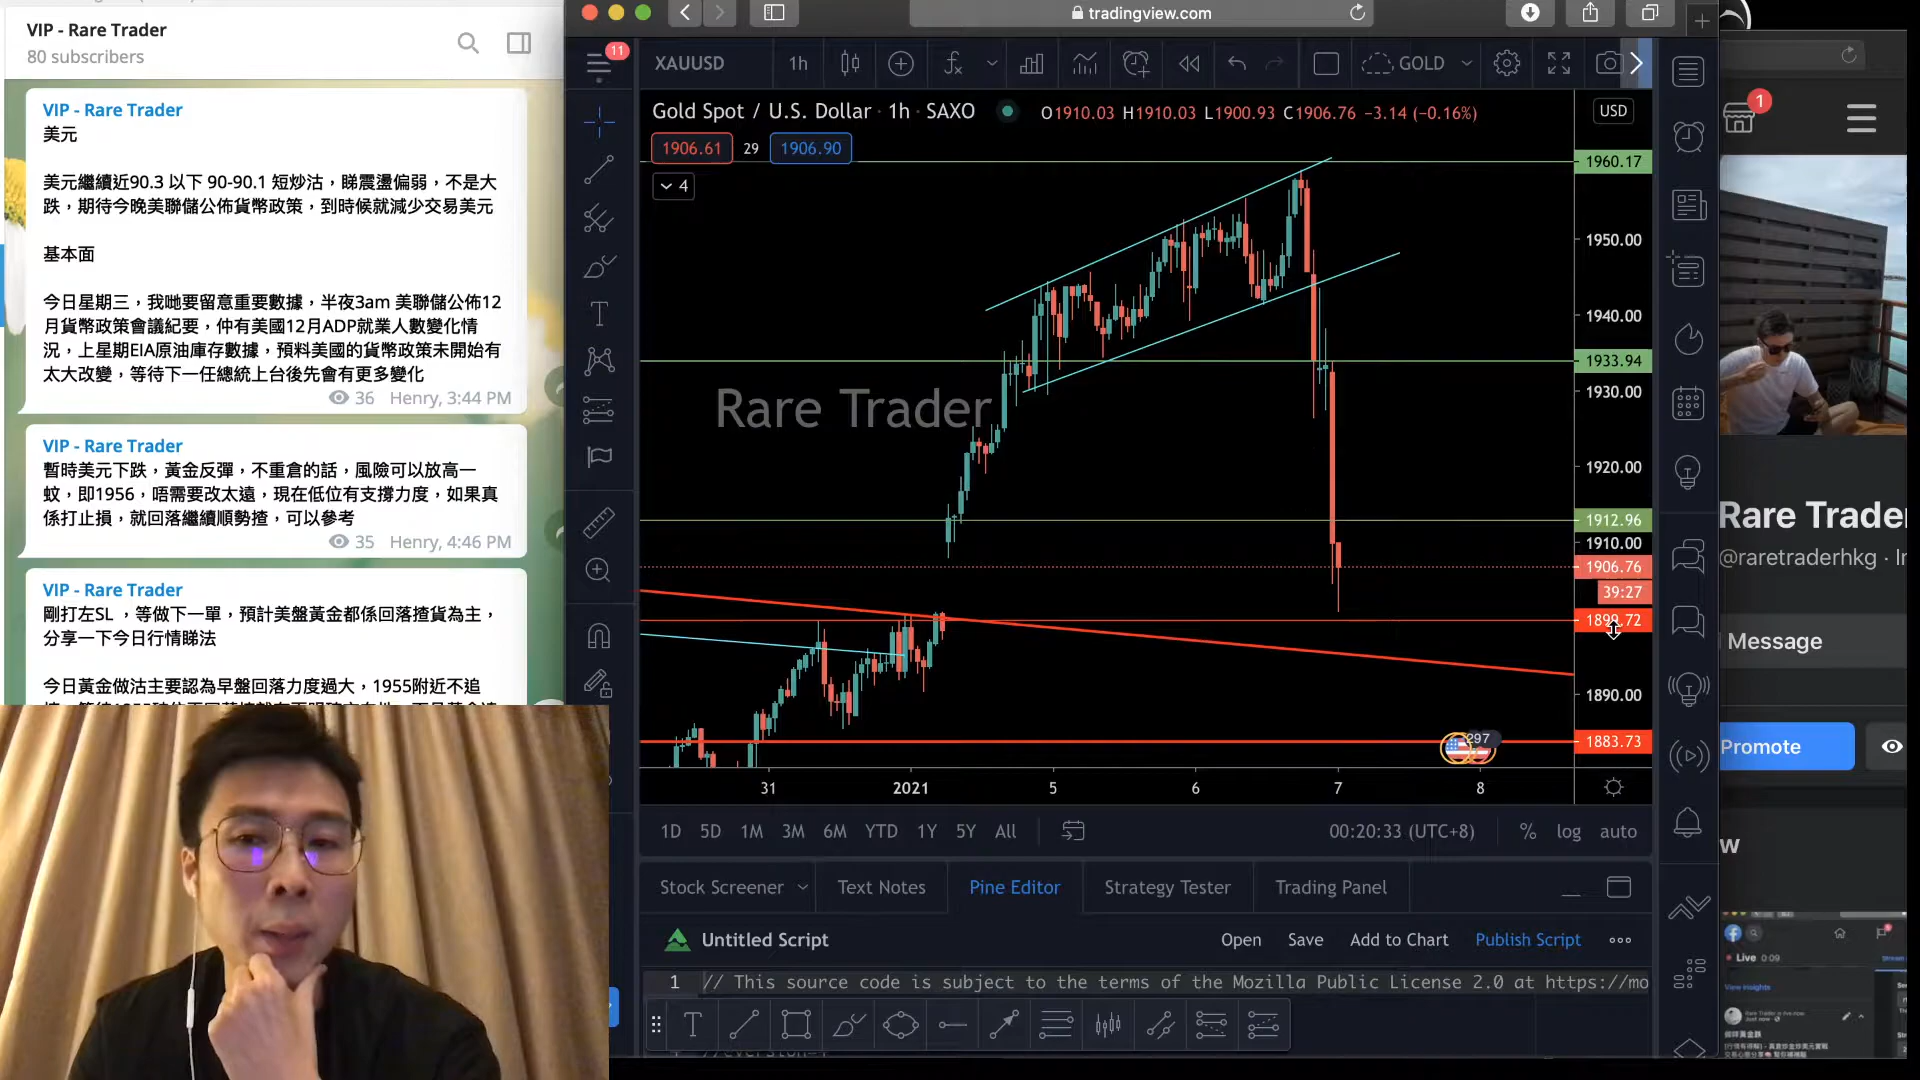 VIP - Rare Trader
80 subscribers
VIP - Rare Trader
美元
美元繼續近90.3 以下 90-90.1 短炒沽，睇震盪偏弱，不是大
跌，期待今晚美聯儲公佈貨幣政策，到時候就減少交易美元
基本面
今日星期三，我哋要留意重要數據，半夜3am 美聯儲公佈12
月貨幣政策會議紀要，仲有美國12月ADP就業人數變化情
況，上星期EIA原油庫存數據，預料美國的貨幣政策未開始有
太大改變，等待下一任總統上台後先會有更多變化
36 Henry, 3:44 PM
VIP - Rare Trader
暫時美元下跌，黃金反彈，不重倉的話，風險可以放高一
蚊，即1956，唔需要改太遠，現在低位有支撐力度，如果真
係打止損，就回落繼續順勢揸，可以參考
35 Henry, 4:46 PM
VIP - Rare Trader
剛打左SL ，等做下一單，預計美盤黃金都係回落揸貨為主，
分享一下今日行情睇法
今日黃金做沽主要認為早盤回落力度過大，1955附近不追
tradingview.com
11
XAUUSD
1h
GOLD
Gold Spot / U.S. Dollar · 1h · SAXO
O1910.03 H1910.03 L1900.93 C1906.76 −3.14 (−0.16%)
USD
1906.61 29 1906.90
4
Rare Trader
1960.17
1950.00
1940.00
1933.94
1930.00
1920.00
1912.96
1910.00
1906.76
39:27
1890.00
1883.73
297
31 2021 5 6 7 8
1D 5D 1M 3M 6M YTD 1Y 5Y All
00:20:33 (UTC+8)
% log auto
Stock Screener
Text Notes
Pine Editor
Strategy Tester
Trading Panel
Untitled Script
Open Save Add to Chart Publish Script
1 // This source code is subject to the terms of the Mozilla Public License 2.0 at https://mo
1
Rare Trade
@raretraderhkg · In
Message
Promote
w
Live 0:09
View Insights